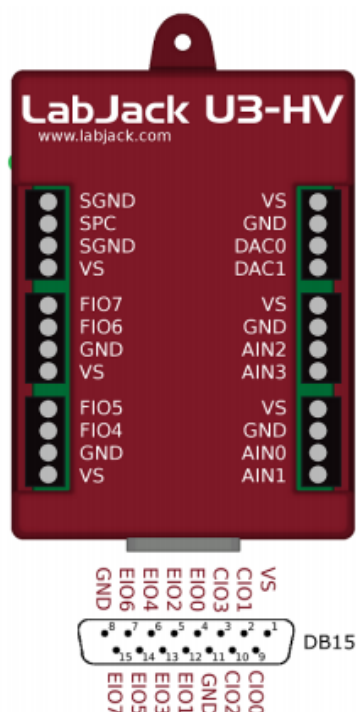 LabJack U3-HV
www.labjack.com
SGND VS
SPC GND
SGND DAC0
VS DAC1
FIO7 VS
FIO6 GND
GND AIN2
VS AIN3
FIO5 VS
FIO4 GND
GND AIN0
VS AIN1
GND EIO6 EIO4 EIO2 EIO0 CIO3 CIO1 VS
8 7 6 5 4 3 2 1
DB15
15 14 13 12 11 10 9
EIO7 EIO5 EIO3 EIO1 GND CIO2 CIO0